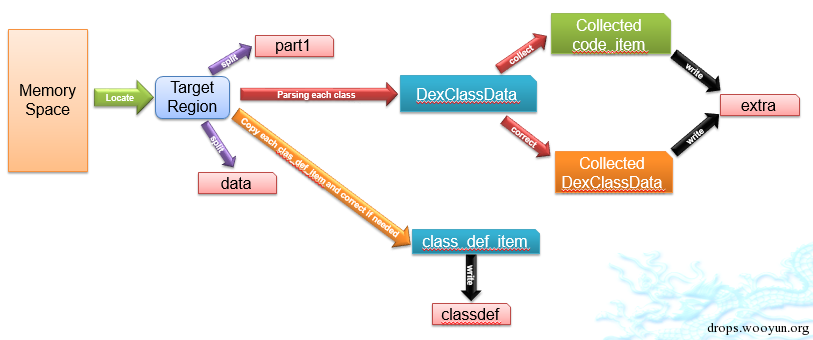 Memory
Space
Locate
Target
Region
split
part1
split
data
Parsing each class
DexClassData
collect
Collected
code_item
correct
Collected
DexClassData
write
write
extra
Copy each clas_def_item and correct if needed
class_def_item
write
classdef
drops.wooyun.org